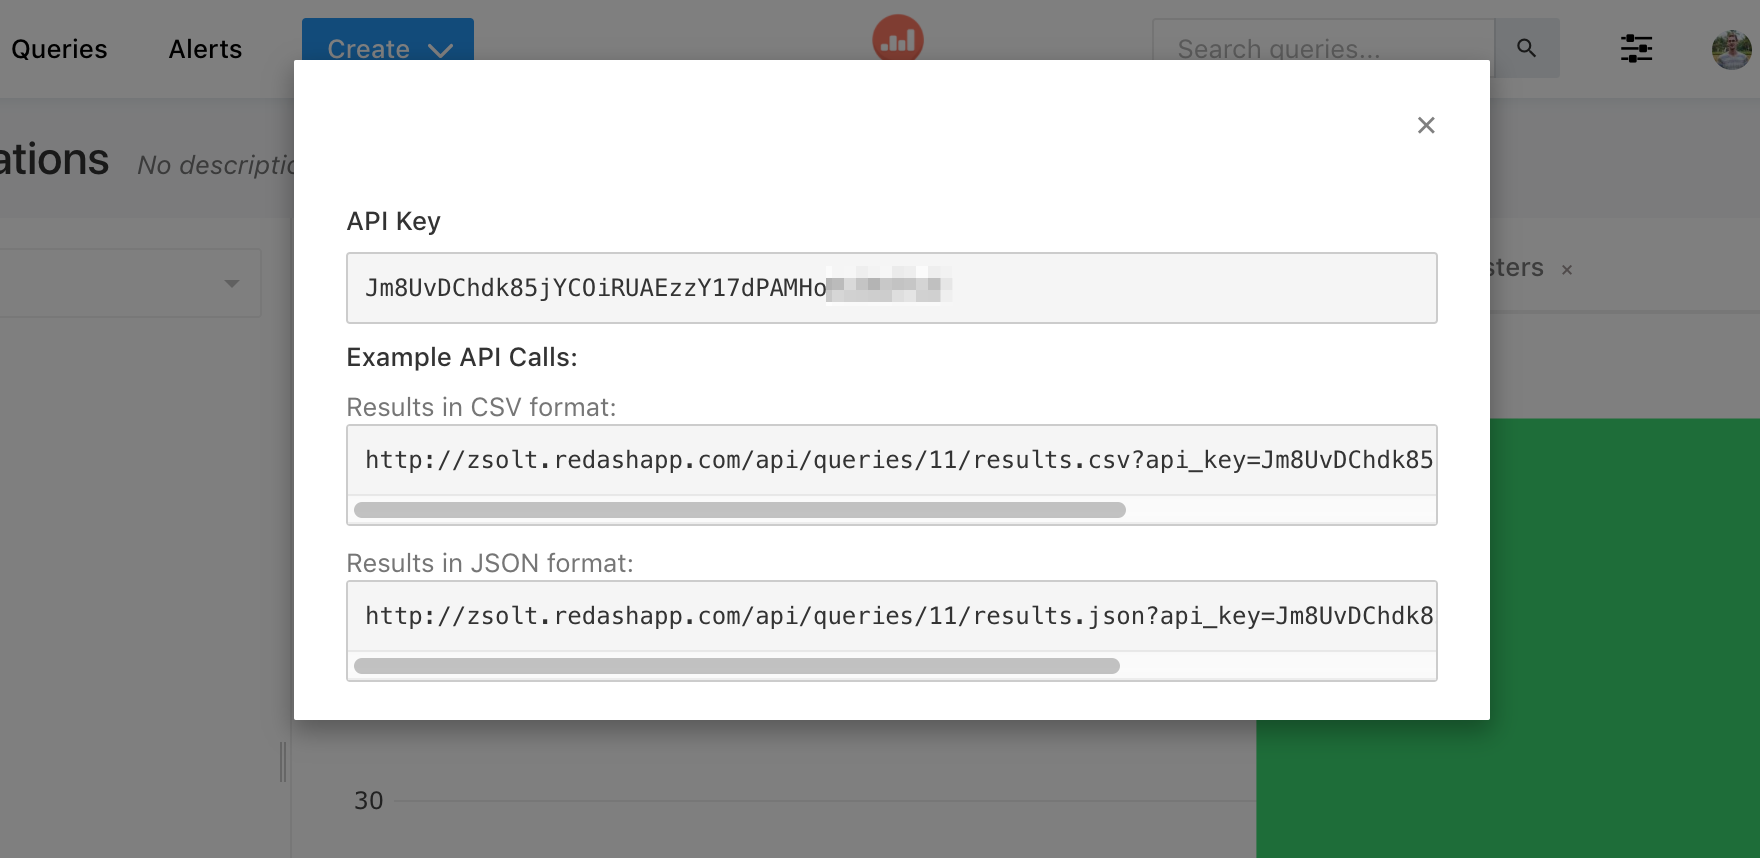 Queries Alerts Create Search queries...
ations No description
sters ×
API Key
Jm8UvDChdk85jYCOiRUAEzzY17dPAMHo
Example API Calls:
Results in CSV format:
http://zsolt.redashapp.com/api/queries/11/results.csv?api_key=Jm8UvDChdk85
Results in JSON format:
http://zsolt.redashapp.com/api/queries/11/results.json?api_key=Jm8UvDChdk8
30